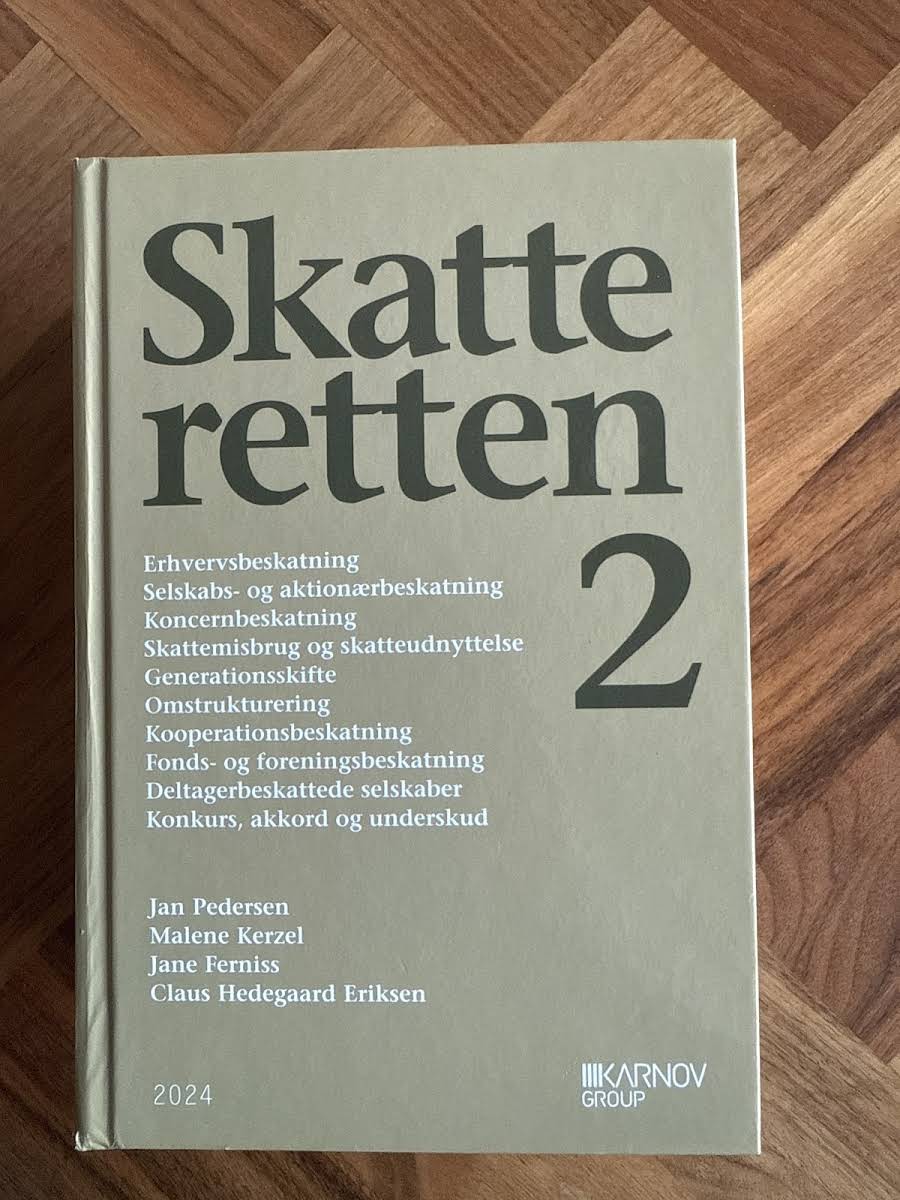 Skatte
retten
2
Erhvervsbeskatning
Selskabs- og aktionærbeskatning
Koncernbeskatning
Skattemisbrug og skatteudnyttelse
Generationsskifte
Omstrukturering
Kooperationsbeskatning
Fonds- og foreningsbeskatning
Deltagerbeskattede selskaber
Konkurs, akkord og underskud
Jan Pedersen
Malene Kerzel
Jane Ferniss
Claus Hedegaard Eriksen
2024
KARNOV
GROUP